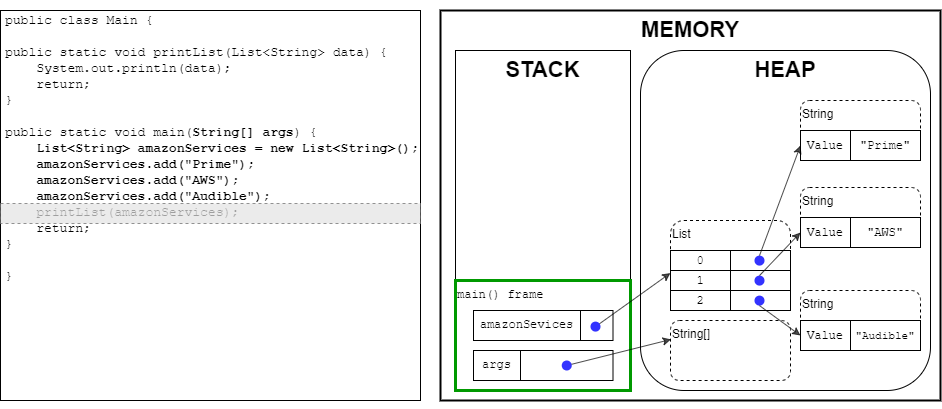 public class Main {
public static void printList(List<String> data) {
System.out.println(data);
return;
}
public static void main(String[] args) {
List<String> amazonServices = new List<String>();
amazonServices.add("Prime");
amazonServices.add("AWS");
amazonServices.add("Audible");
printList(amazonServices);
return;
}
}
MEMORY
STACK
main() frame
amazonSevices
args
HEAP
List
0
1
2
String[]
String
Value "Prime"
String
Value "AWS"
String
Value "Audible"